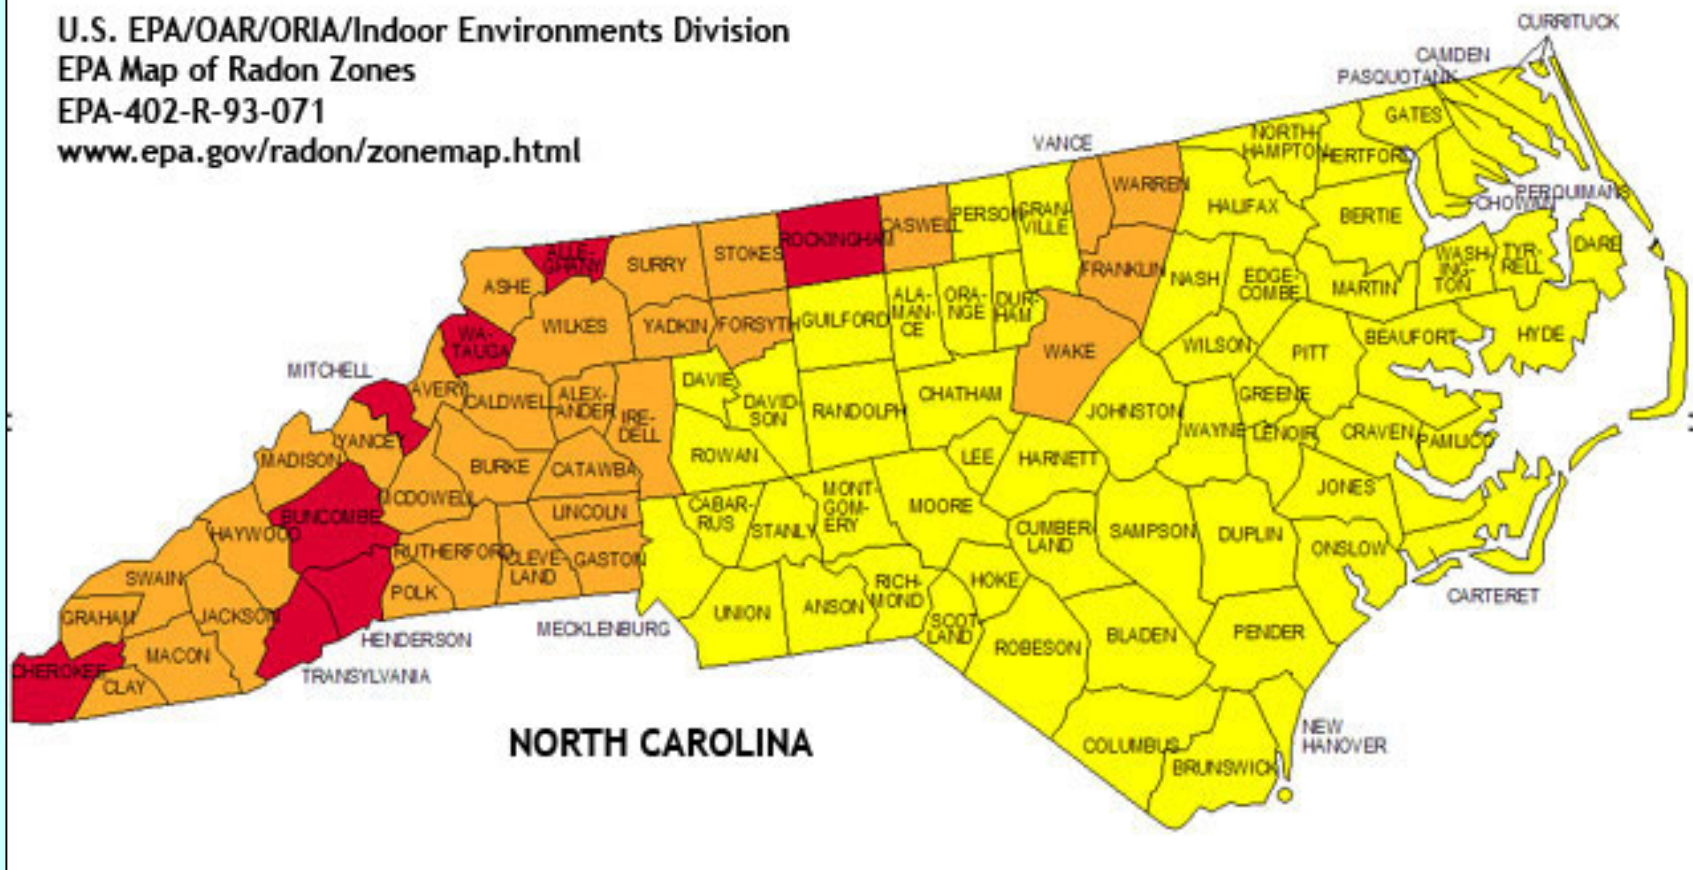 U.S. EPA/OAR/ORIA/Indoor Environments Division
EPA Map of Radon Zones
EPA-402-R-93-071
www.epa.gov/radon/zonemap.html
CURRITUCK
CAMDEN
PASQUOTANK
GATES
VANCE
NORTH-
HAMPTON
HERTFORD
WARREN
PERQUIMANS
CHOWAN
HALIFAX
BERTIE
PERSON
GRAN-
VILLE
CASWELL
ROCKINGHAM
STOKES
SURRY
ALLE-
GHANY
ASHE
FRANKLIN
NASH
EDGE-
COMBE
MARTIN
WASH-
ING-
TON
TYR-
RELL
DARE
WILKES
YADKIN
FORSYTH
GUILFORD
ALA-
MAN-
CE
ORA-
NGE
DUR-
HAM
WA-
TAUGA
WAKE
WILSON
PITT
BEAUFORT
HYDE
MITCHELL
AVERY
CALDWELL
ALEX-
ANDER
IRE-
DELL
DAVIE
DAVID-
SON
RANDOLPH
CHATHAM
JOHNSTON
GREENE
WAYNE
LENOIR
CRAVEN
PAMLICO
YANCEY
MADISON
BURKE
CATAWBA
ROWAN
LEE
HARNETT
JONES
MCDOWELL
BUNCOMBE
HAYWOOD
LINCOLN
CABAR-
RUS
STANLY
MONT-
GOM-
ERY
MOORE
CUMBER-
LAND
SAMPSON
DUPLIN
ONSLOW
RUTHERFORD
CLEVE-
LAND
GASTON
SWAIN
GRAHAM
JACKSON
POLK
HENDERSON
MECKLENBURG
UNION
ANSON
RICH-
MOND
HOKE
SCOT-
LAND
CARTERET
CHEROKEE
CLAY
MACON
TRANSYLVANIA
ROBESON
BLADEN
PENDER
COLUMBUS
BRUNSWICK
NEW
HANOVER
NORTH CAROLINA